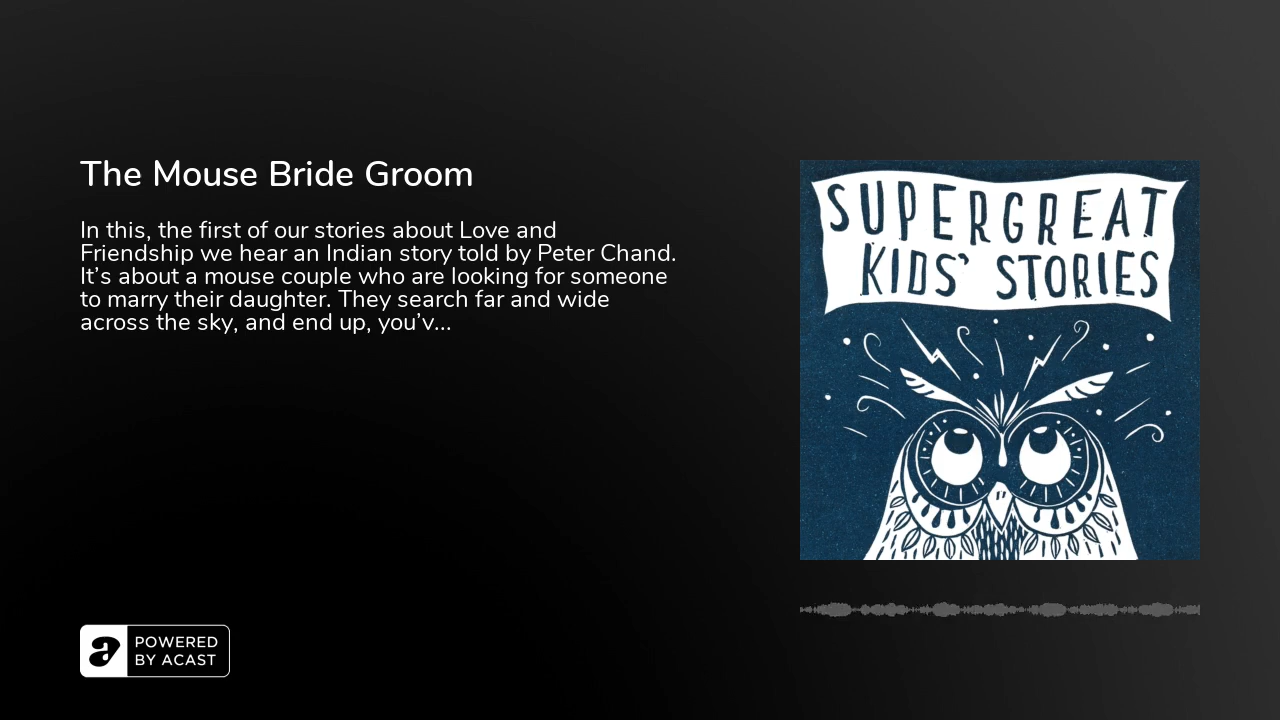 The Mouse Bride Groom
In this, the first of our stories about Love and
Friendship we hear an Indian story told by Peter Chand.
It’s about a mouse couple who are looking for someone
to marry their daughter. They search far and wide
across the sky, and end up, you’v...
SUPERGREAT
KIDS’ STORIES
a
POWERED
BY ACAST